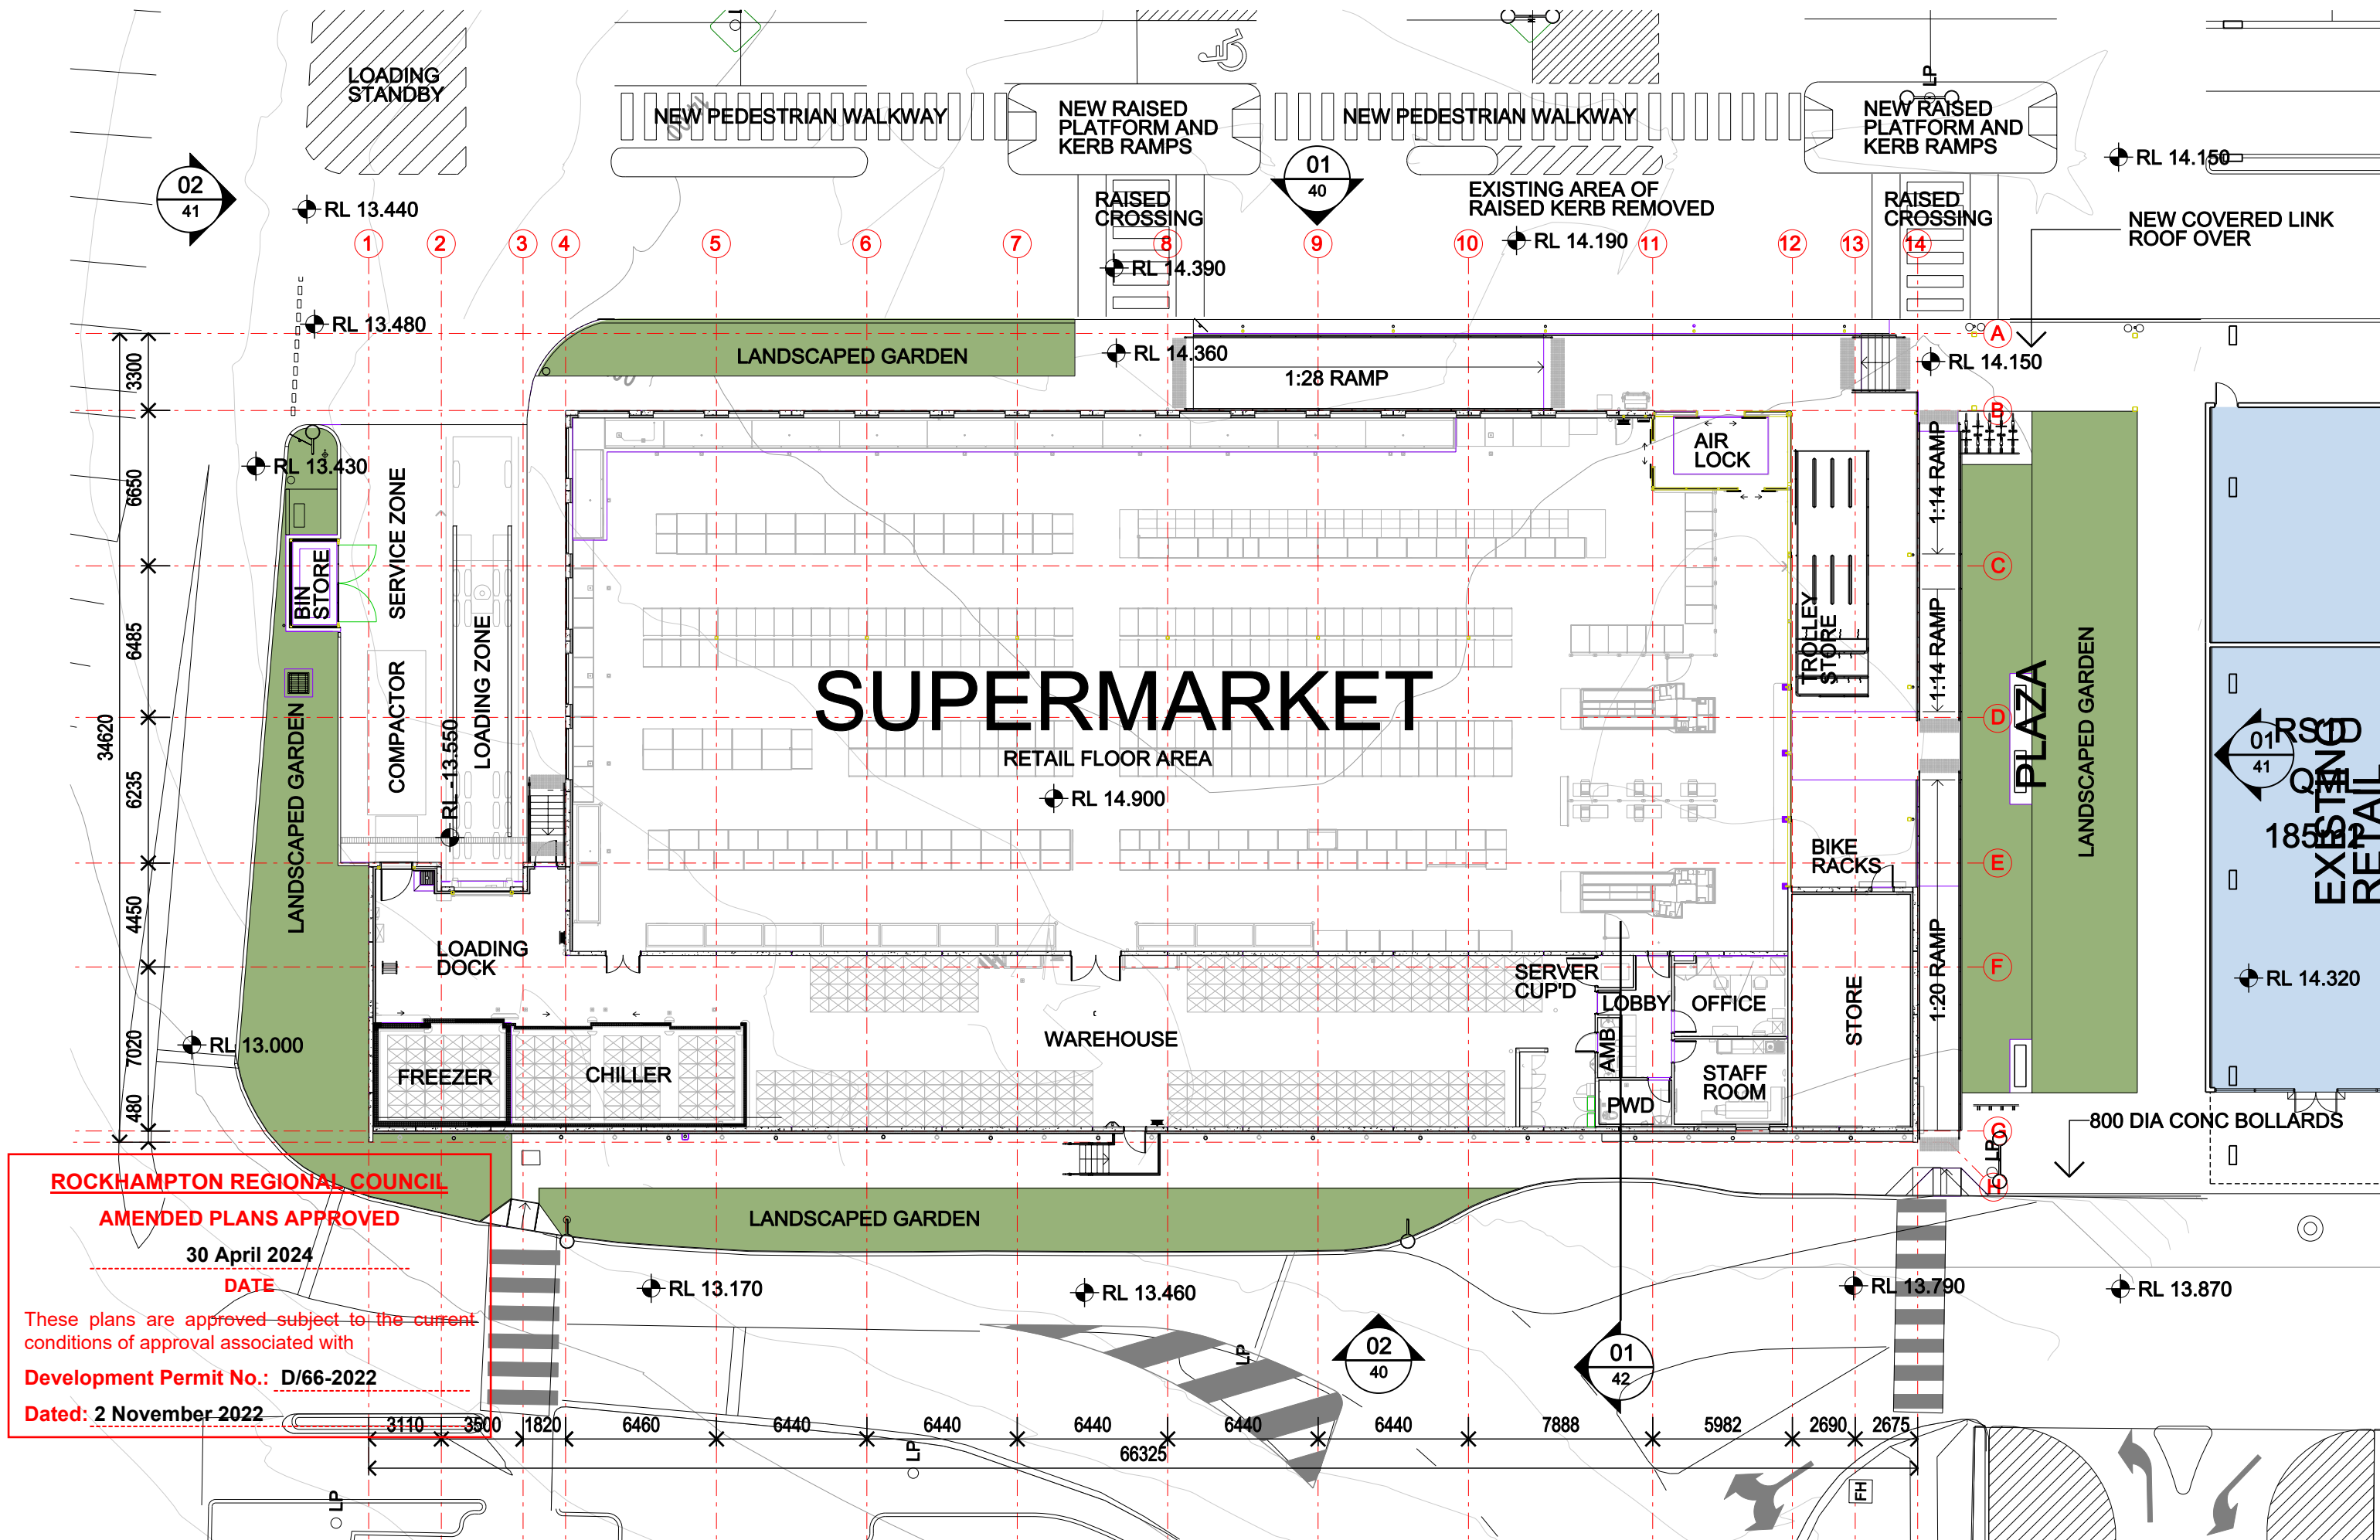 LOADING
STANDBY
NEW PEDESTRIAN WALKWAY
NEW RAISED
PLATFORM AND
KERB RAMPS
NEW PEDESTRIAN WALKWAY
LP
NEW RAISED
PLATFORM AND
KERB RAMPS
RL 14.150
02
41
01
40
RL 13.440
RAISED
CROSSING
EXISTING AREA OF
RAISED KERB REMOVED
RAISED
CROSSING
NEW COVERED LINK
ROOF OVER
1 2 3 4 5 6 7 8 9 10 11 12 13 14
RL 14.190
RL 14.390
RL 13.480
A
LANDSCAPED GARDEN
RL 14.360
1:28 RAMP
RL 14.150
B
3300
6650
6485
6235
4450
7020
480
34620
RL 13.430
SERVICE ZONE
BIN
STORE
COMPACTOR
LOADING ZONE
RL -13.550
LANDSCAPED GARDEN
AIR
LOCK
1:14 RAMP
C
TROLLEY
STORE
1:14 RAMP
SUPERMARKET
RETAIL FLOOR AREA
RL 14.900
D
PLAZA
LANDSCAPED GARDEN
01
41
RS1D
QML
185m2
EXISTING
RETAIL
BIKE
RACKS
E
LOADING
DOCK
F
SERVER
CUP'D
LOBBY
OFFICE
STORE
1:20 RAMP
RL 14.320
WAREHOUSE
RL 13.000
FREEZER
CHILLER
AMB
STAFF
ROOM
PWD
G
800 DIA CONC BOLLARDS
LP
H
ROCKHAMPTON REGIONAL COUNCIL
AMENDED PLANS APPROVED
30 April 2024
DATE
These plans are approved subject to the current
conditions of approval associated with
Development Permit No.: D/66-2022
Dated: 2 November 2022
LANDSCAPED GARDEN
RL 13.170
RL 13.460
RL 13.790
RL 13.870
LP
02
40
01
42
3110 3500 1820 6460 6440 6440 6440 6440 6440 7888 5982 2690 2675
66325
LP
LP
FH